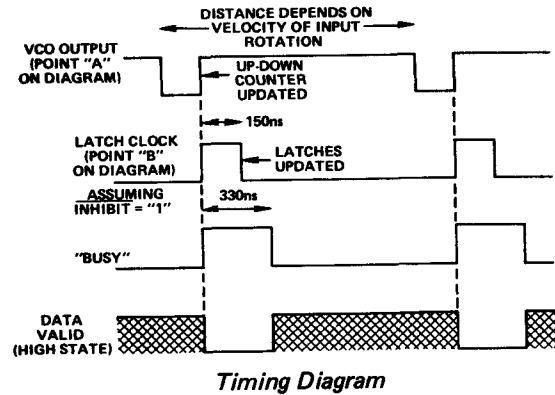 DISTANCE DEPENDS ON
VELOCITY OF INPUT
ROTATION
VCO OUTPUT
(POINT "A"
ON DIAGRAM)
UP-DOWN
COUNTER
UPDATED
150ns
LATCH CLOCK
(POINT "B"
ON DIAGRAM)
LATCHES
UPDATED
ASSUMING
INHIBIT = "1"
330ns
"BUSY"
DATA
VALID
(HIGH STATE)
Timing Diagram